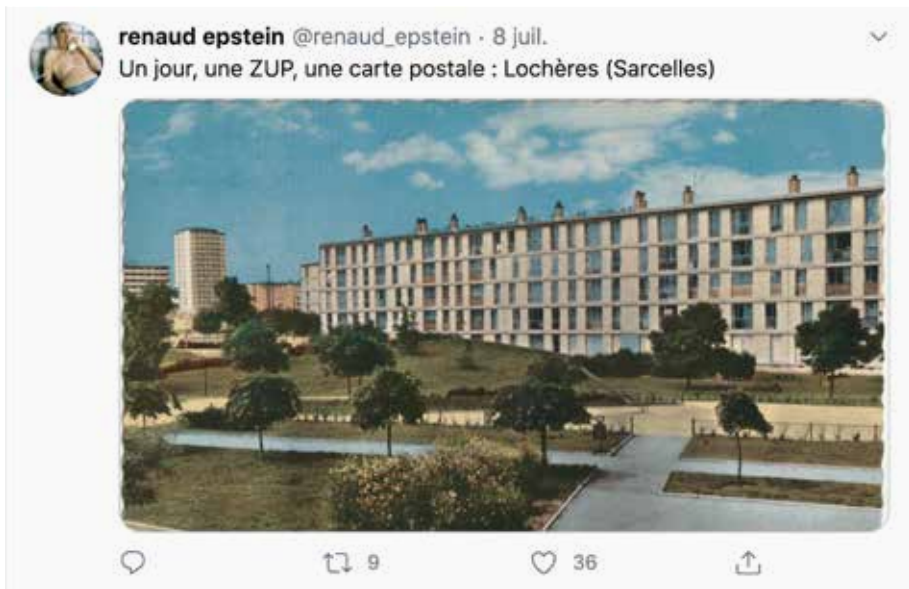 renaud epstein @renaud_epstein · 8 juil.
Un jour, une ZUP, une carte postale : Lochères (Sarcelles)
9 36